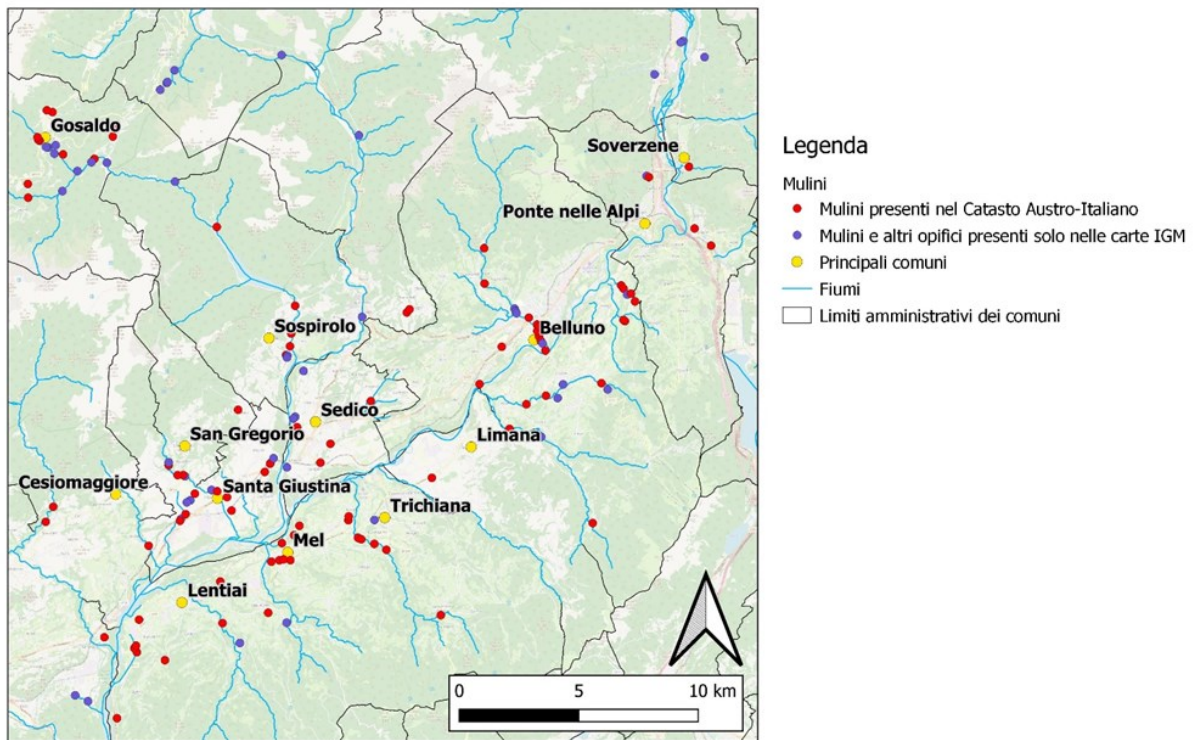 Gosaldo
Soverzene
Ponte nelle Alpi
Sospirolo
Belluno
Sedico
San Gregorio
Limana
Cesiomaggiore
Santa Giustina
Trichiana
Mel
Lentiai
0 5 10 km
Legenda
Mulini
Mulini presenti nel Catasto Austro-Italiano
Mulini e altri opifici presenti solo nelle carte IGM
Principali comuni
Fiumi
Limiti amministrativi dei comuni